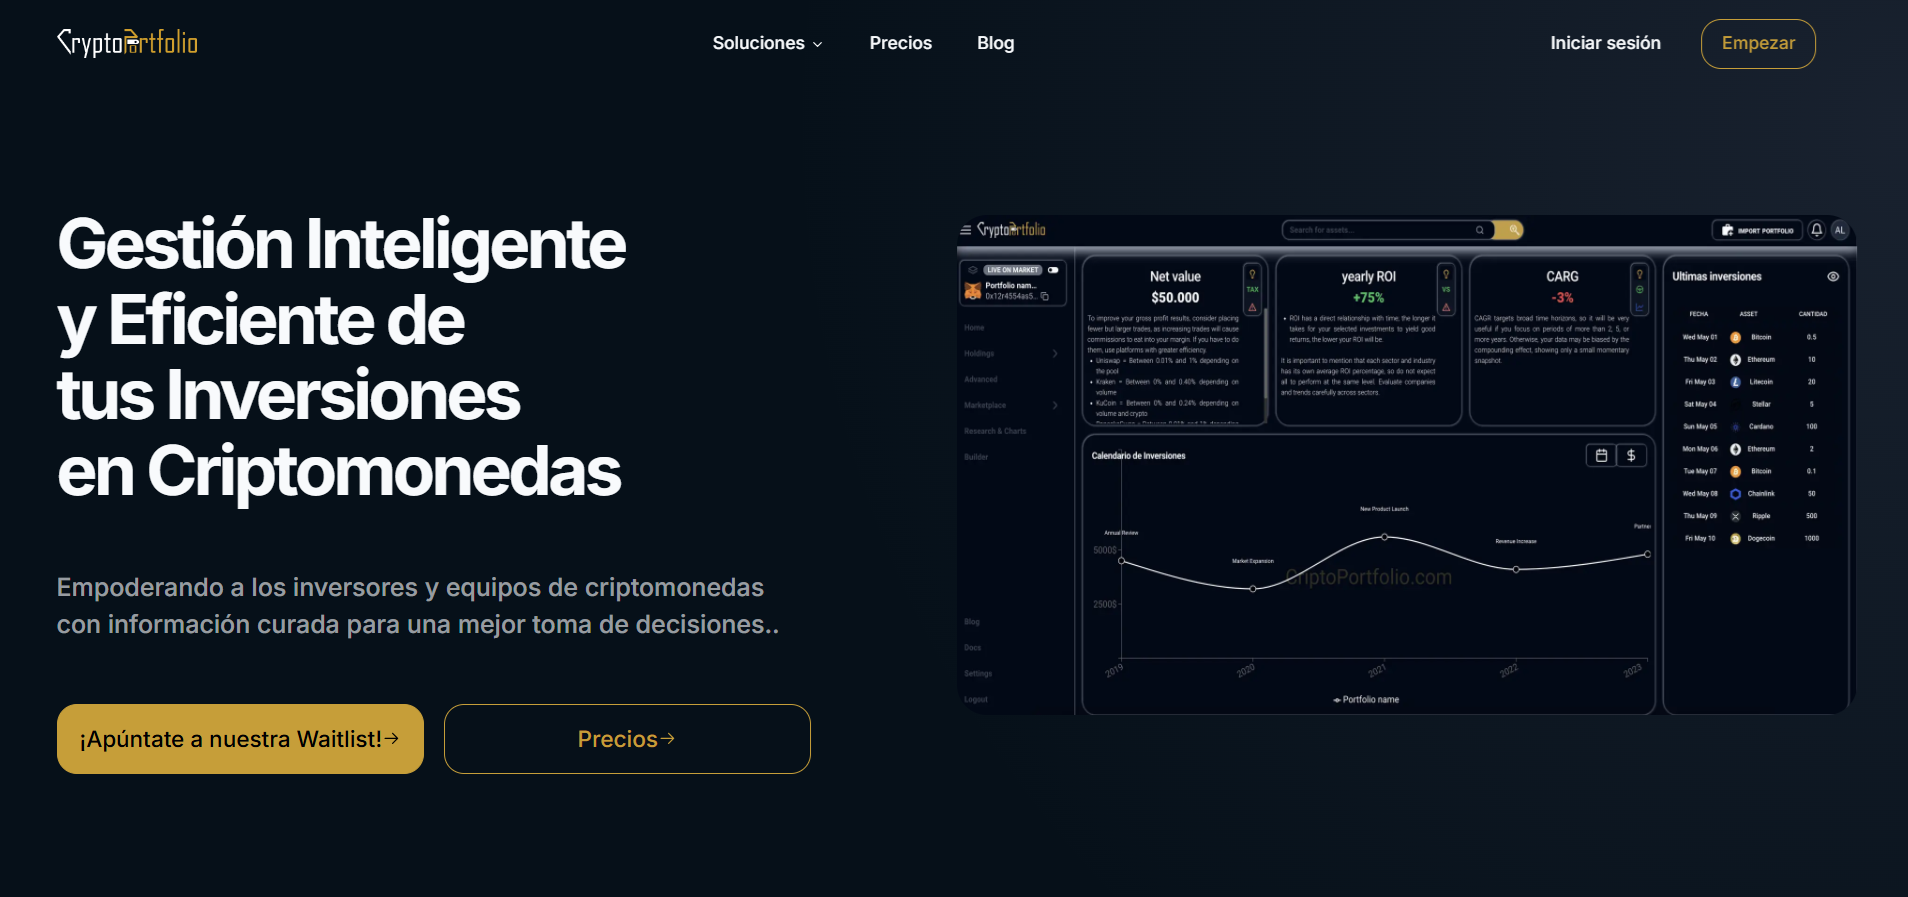 CryptoPortfolio
Soluciones
Precios
Blog
Iniciar sesión
Empezar
Gestión Inteligente
y Eficiente de
tus Inversiones
en Criptomonedas
Empoderando a los inversores y equipos de criptomonedas
con información curada para una mejor toma de decisiones..
¡Apúntate a nuestra Waitlist!→
Precios→
CryptoPortfolio
Search for assets...
IMPORT PORTFOLIO
AL
LIVE ON MARKET
Portfolio nam...
0x12r4554as5...
Home
Holdings
Advanced
Marketplace
Research & Charts
Builder
Blog
Docs
Settings
Logout
Net value
$50.000
TAX
To improve your gross profit results, consider placing
fewer but larger trades, as increasing trades will cause
commissions to eat into your margin. If you have to do
them, use platforms with greater efficiency.
• Uniswap = Between 0.01% and 1% depending on
the pool
• Kraken = Between 0% and 0.40% depending on
volume
• KuCoin = Between 0% and 0.24% depending on
volume and crypto
yearly ROI
+75%
VS
• ROI has a direct relationship with time, the longer it
takes for your selected investments to yield good
returns, the lower your ROI will be.
It is important to mention that each sector and industry
has its own average ROI percentage, so do not expect
all to perform at the same level. Evaluate companies
and trends carefully across sectors.
CARG
-3%
CAGR targets broad time horizons, so it will be very
useful if you focus on periods of more than 2, 5, or
more years. Otherwise, your data may be biased by the
compounding effect, showing only a small momentary
snapshot.
Calendario de Inversiones
$
Annual Review
Market Expansion
New Product Launch
Revenue Increase
Partner
5000$
2500$
CriptoPortfolio.com
2019
2020
2021
2022
2023
Portfolio name
Ultimas inversiones
FECHA ASSET CANTIDAD
Wed May 01 Bitcoin 0.5
Thu May 02 Ethereum 10
Fri May 03 Litecoin 20
Sat May 04 Stellar 5
Sun May 05 Cardano 100
Mon May 06 Ethereum 2
Tue May 07 Bitcoin 0.1
Wed May 08 Chainlink 50
Thu May 09 Ripple 500
Fri May 10 Dogecoin 1000